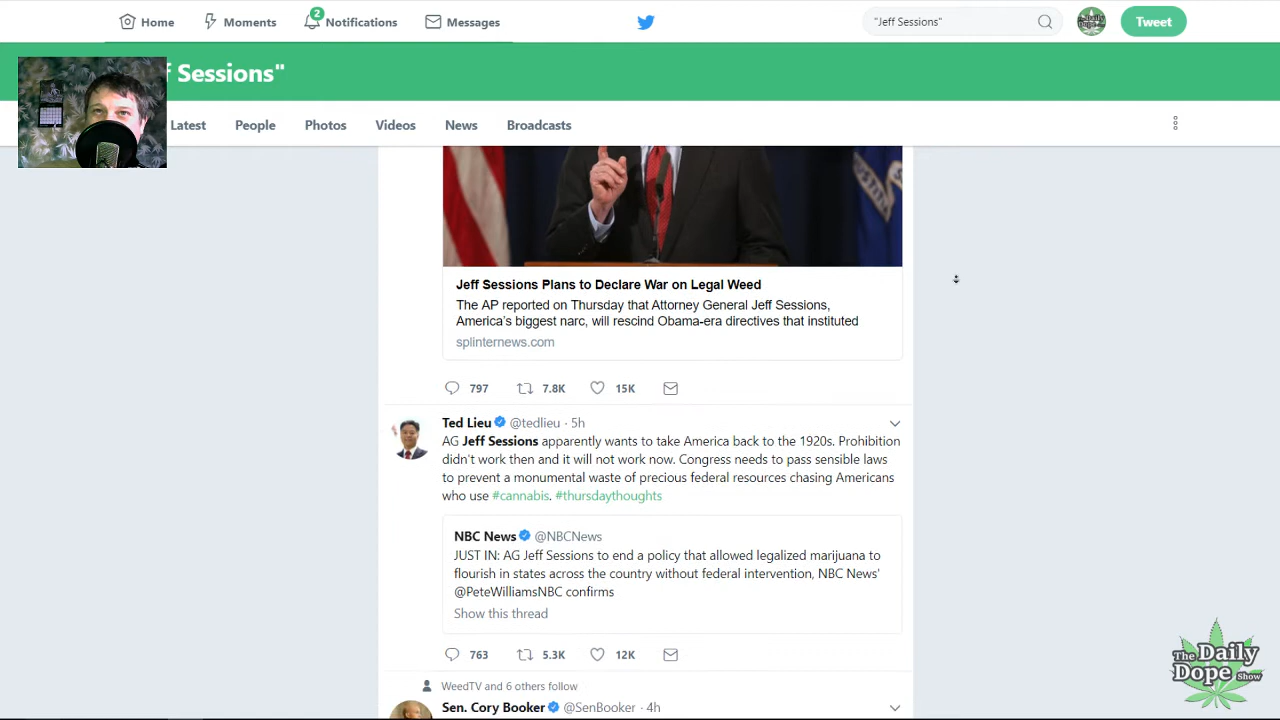 Home Moments 2 Notifications Messages "Jeff Sessions" Tweet
Sessions"
Latest People Photos Videos News Broadcasts
Jeff Sessions Plans to Declare War on Legal Weed
The AP reported on Thursday that Attorney General Jeff Sessions,
America's biggest narc, will rescind Obama-era directives that instituted
splinternews.com
797 7.8K 15K
Ted Lieu @tedlieu · 5h
AG Jeff Sessions apparently wants to take America back to the 1920s. Prohibition
didn't work then and it will not work now. Congress needs to pass sensible laws
to prevent a monumental waste of precious federal resources chasing Americans
who use #cannabis. #thursdaythoughts
NBC News @NBCNews
JUST IN: AG Jeff Sessions to end a policy that allowed legalized marijuana to
flourish in states across the country without federal intervention, NBC News'
@PeteWilliamsNBC confirms
Show this thread
763 5.3K 12K
WeedTV and 6 others follow
Sen. Cory Booker @SenBooker · 4h
The Daily
Dope Show